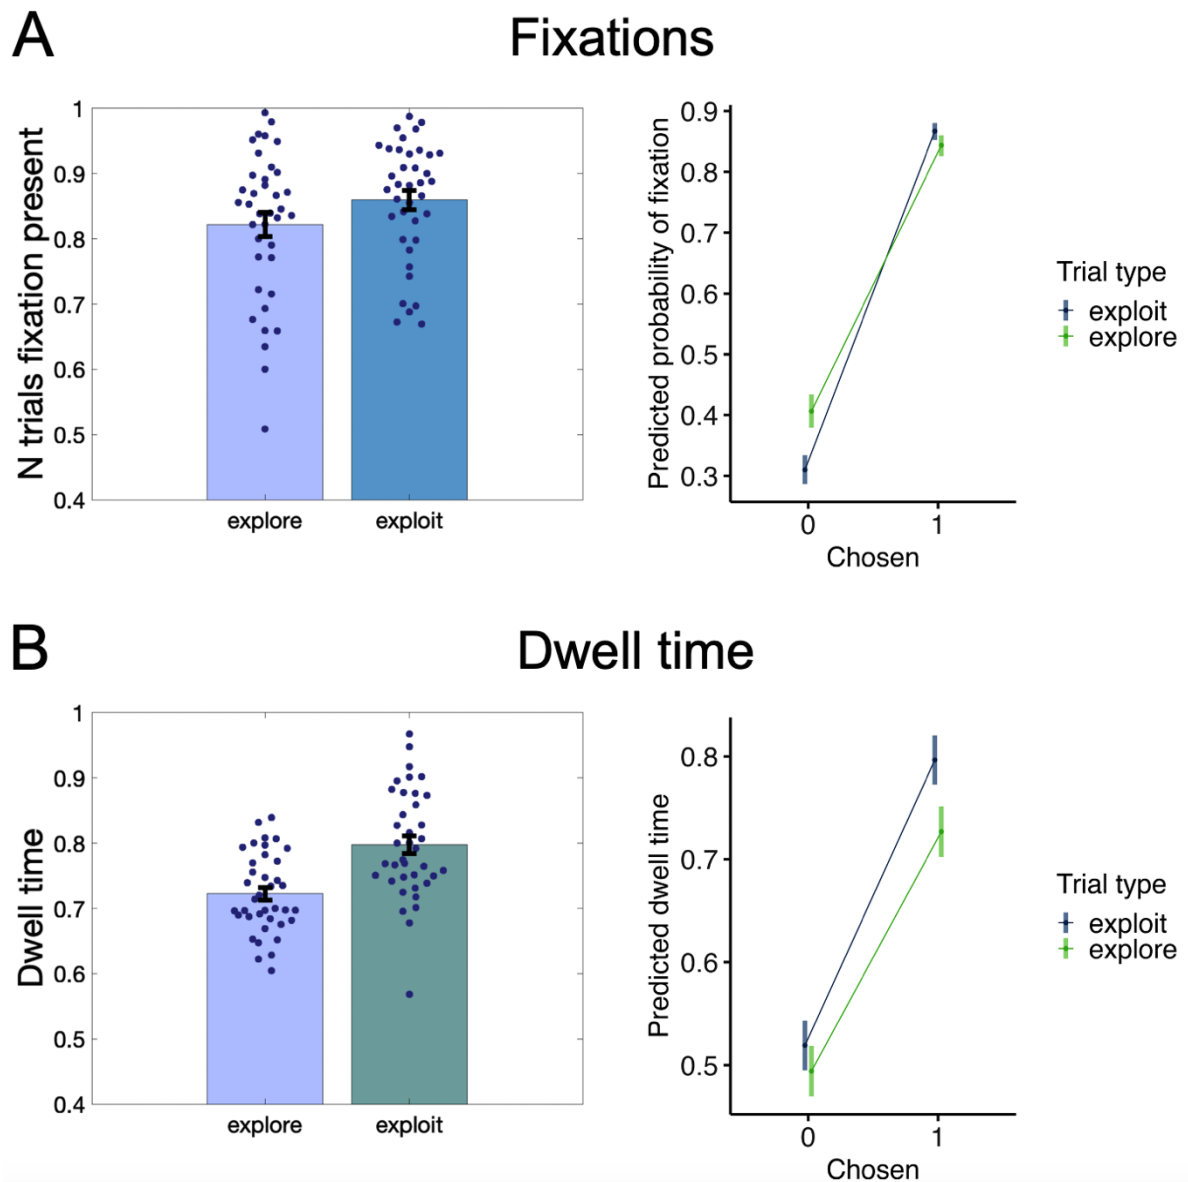 A
Fixations
N trials fixation present
1
0.9
0.8
0.7
0.6
0.5
0.4
explore
exploit
Predicted probability of fixation
0.9
0.8
0.7
0.6
0.5
0.4
0.3
0
1
Chosen
Trial type
exploit
explore
B
Dwell time
Dwell time
1
0.9
0.8
0.7
0.6
0.5
0.4
explore
exploit
Predicted dwell time
0.8
0.7
0.6
0.5
0
1
Chosen
Trial type
exploit
explore